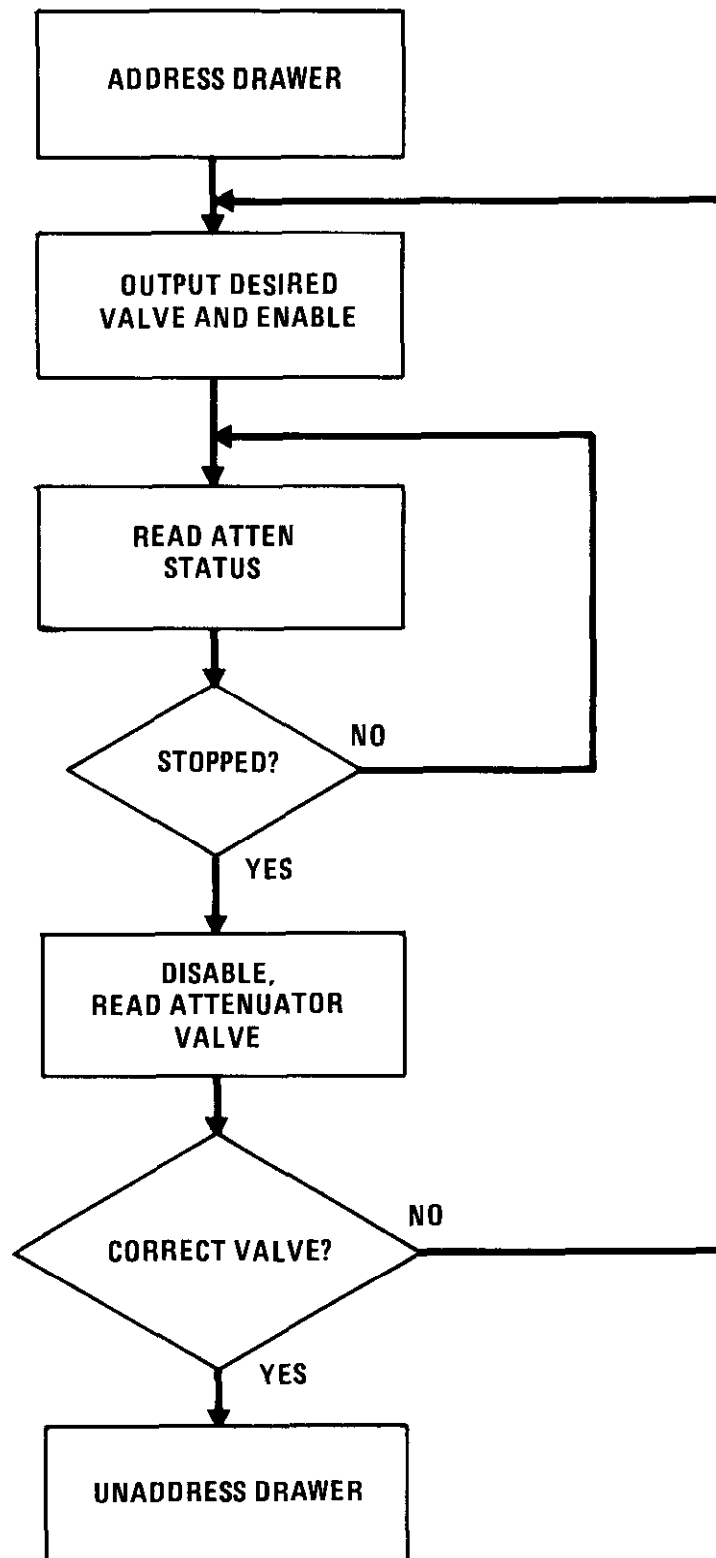 ADDRESS DRAWER
OUTPUT DESIRED
VALVE AND ENABLE
READ ATTEN
STATUS
STOPPED?
NO
YES
DISABLE,
READ ATTENUATOR
VALVE
CORRECT VALVE?
NO
YES
UNADDRESS DRAWER